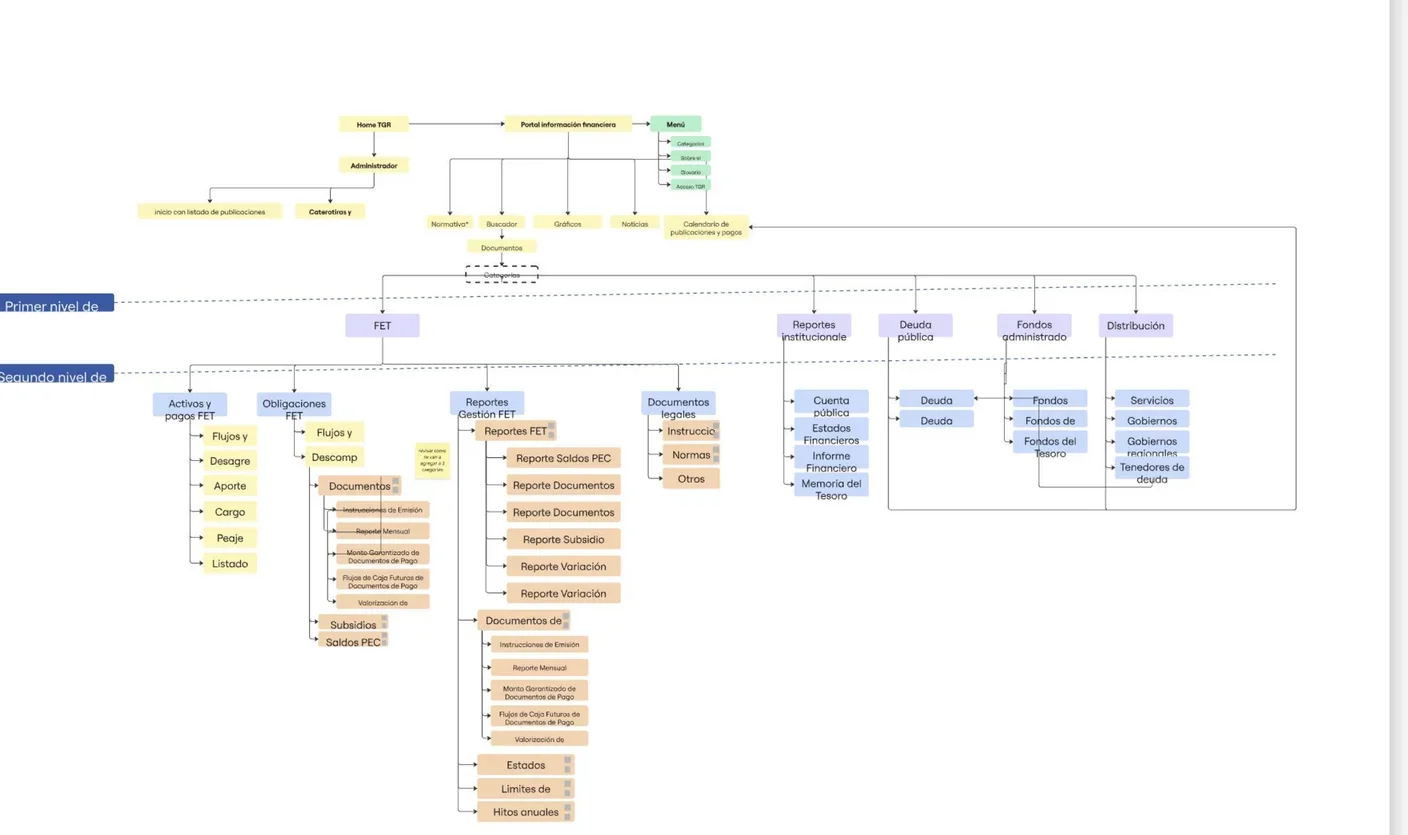 Home TGR
Portal información financiera
Menú
Categorías
Sobre el
Glosario
Acceso TGR
Administrador
inicio con listado de publicaciones
Caterotiras y
Normativa*
Buscador
Gráficos
Noticias
Calendario de
publicaciones y pagos
Documentos
Categorías
Primer nivel de
FET
Reportes
institucionale
Deuda
pública
Fondos
administrado
Distribución
Segundo nivel de
Activos y
pagos FET
Flujos y
Desagre
Aporte
Cargo
Peaje
Listado
Obligaciones
FET
Flujos y
Descomp
Documentos
Instrucciones de Emisión
Reporte Mensual
Monto Garantizado de
Documentos de Pago
Flujos de Caja Futuros de
Documentos de Pago
Valorización de
Subsidios
Saldos PEC
revisar como
se van a
agregar a 2
categorías
Reportes
Gestión FET
Reportes FET
Reporte Saldos PEC
Reporte Documentos
Reporte Documentos
Reporte Subsidio
Reporte Variación
Reporte Variación
Documentos de
Instrucciones de Emisión
Reporte Mensual
Monto Garantizado de
Documentos de Pago
Flujos de Caja Futuros de
Documentos de Pago
Valorización de
Estados
Limites de
Hitos anuales
Documentos
legales
Instruccio
Normas
Otros
Cuenta
pública
Estados
Financieros
Informe
Financiero
Memoria del
Tesoro
Deuda
Deuda
Fondos
Fondos de
Fondos del
Tesoro
Servicios
Gobiernos
Gobiernos
regionales
Tenedores de
deuda